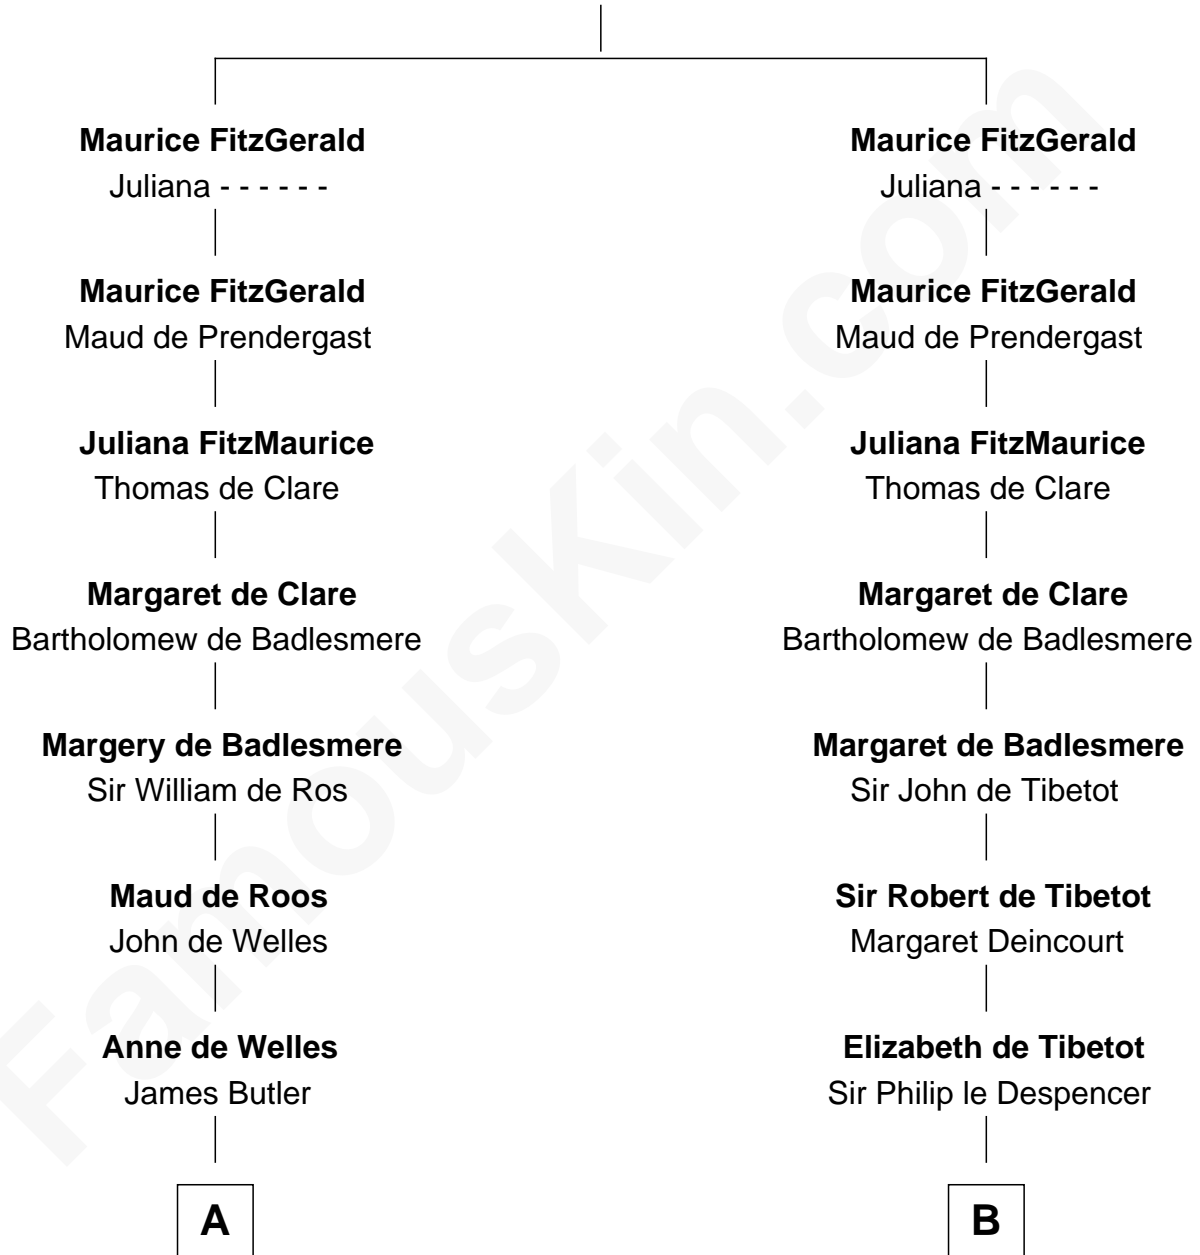 Maurice FitzGerald
Juliana - - - - - -
Maurice FitzGerald
Maud de Prendergast
Juliana FitzMaurice
Thomas de Clare
Margaret de Clare
Bartholomew de Badlesmere
Margery de Badlesmere
Sir William de Ros
Maud de Roos
John de Welles
Anne de Welles
James Butler
A
Maurice FitzGerald
Juliana - - - - - -
Maurice FitzGerald
Maud de Prendergast
Juliana FitzMaurice
Thomas de Clare
Margaret de Clare
Bartholomew de Badlesmere
Margaret de Badlesmere
Sir John de Tibetot
Sir Robert de Tibetot
Margaret Deincourt
Elizabeth de Tibetot
Sir Philip le Despencer
B
FamousKin.com